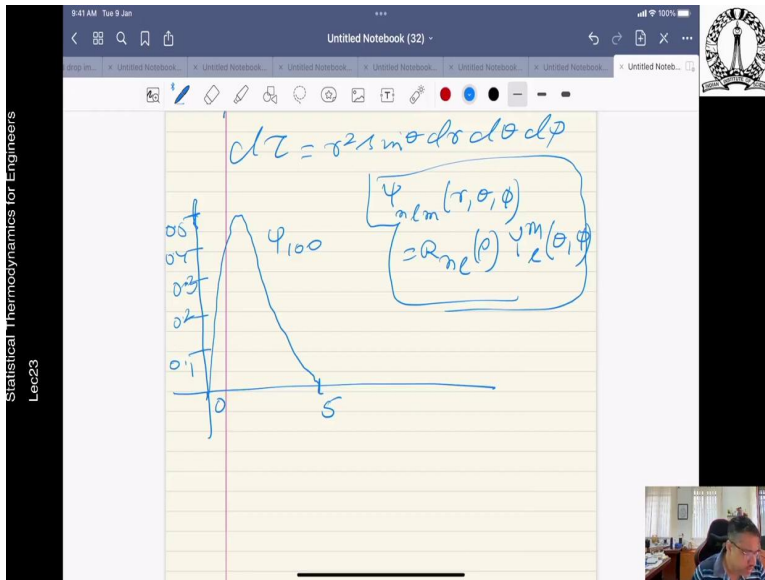 9:41 AM Tue 9 Jan
100%
Untitled Notebook (32)
drop im...
× Untitled Notebook...
× Untitled Notebook...
× Untitled Notebook...
× Untitled Notebook...
× Untitled Notebook...
× Untitled Notebook...
× Untitled Noteb...
dτ = r² sinθ dr dθ dφ
Ψnlm (r, θ, φ)
= Rnl (ρ) Yₗᵐ (θ, φ)
Ψ100
0.5
0.4
0.3
0.2
0.1
0
5
Statistical Thermodynamics for Engineers
Lec23